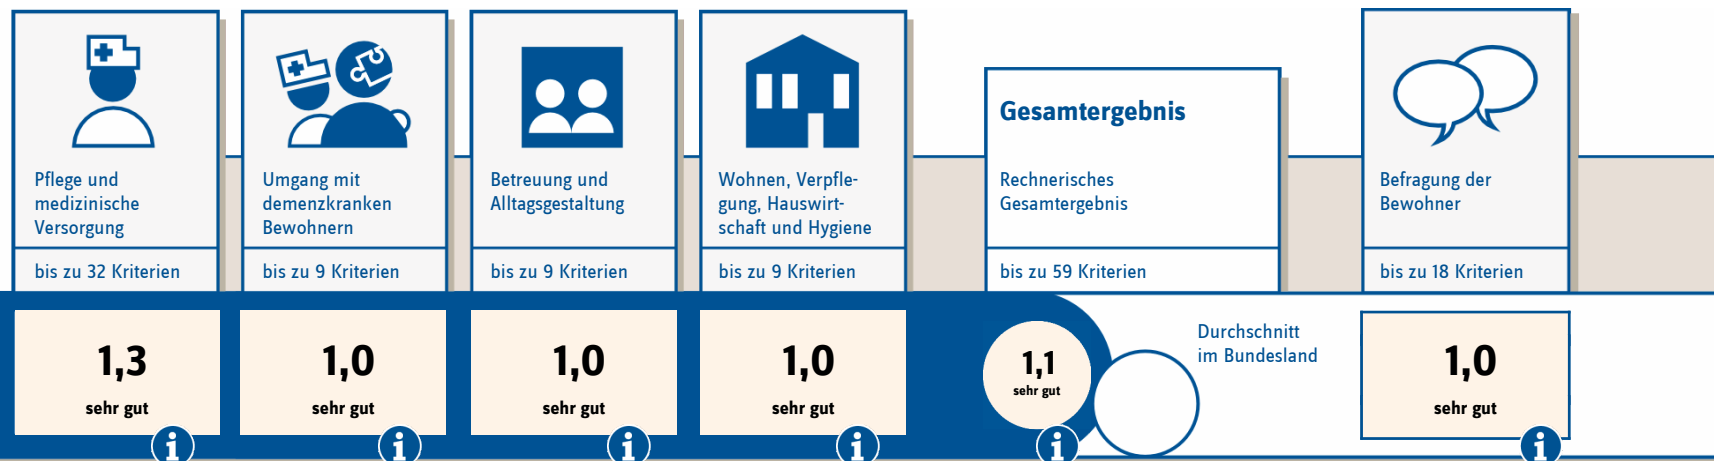 Pflege und
medizinische
Versorgung
bis zu 32 Kriterien
1,3
sehr gut
i
Umgang mit
demenzkranken
Bewohnern
bis zu 9 Kriterien
1,0
sehr gut
i
Betreuung und
Alltagsgestaltung
bis zu 9 Kriterien
1,0
sehr gut
i
Wohnen, Verpfle-
gung, Hauswirt-
schaft und Hygiene
bis zu 9 Kriterien
1,0
sehr gut
i
Gesamtergebnis
Rechnerisches
Gesamtergebnis
bis zu 59 Kriterien
1,1
sehr gut
i
Durchschnitt
im Bundesland
Befragung der
Bewohner
bis zu 18 Kriterien
1,0
sehr gut
i